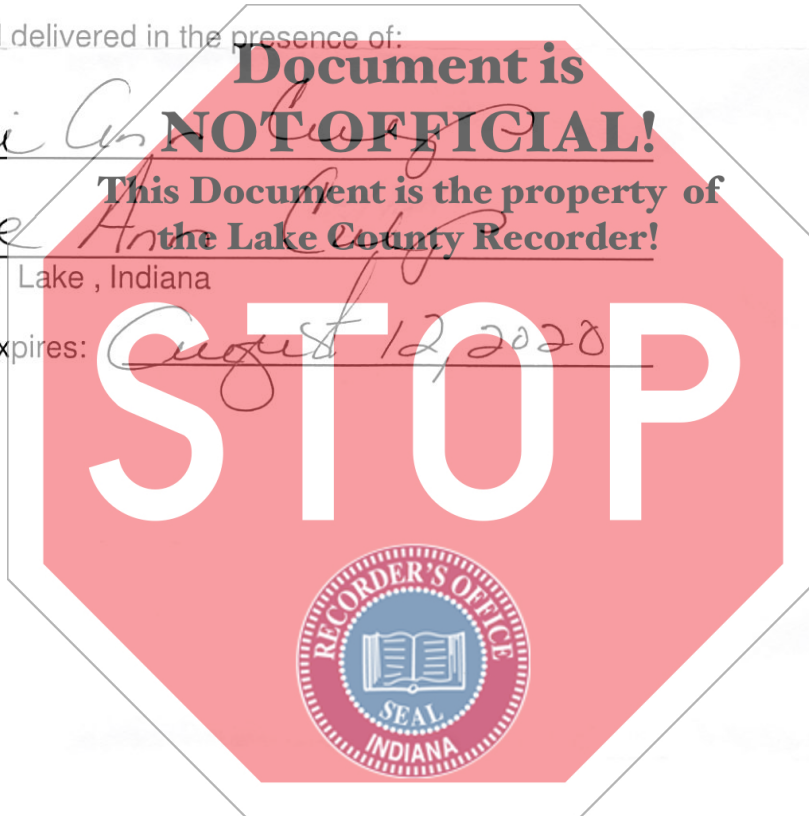 delivered in the presence of:
Document is
NOT OFFICIAL!
This Document is the property of
the Lake County Recorder!
Ann
Lake , Indiana
xpires: August 12, 2020
STOP
RECORDER'S OFFICE
SEAL
INDIANA